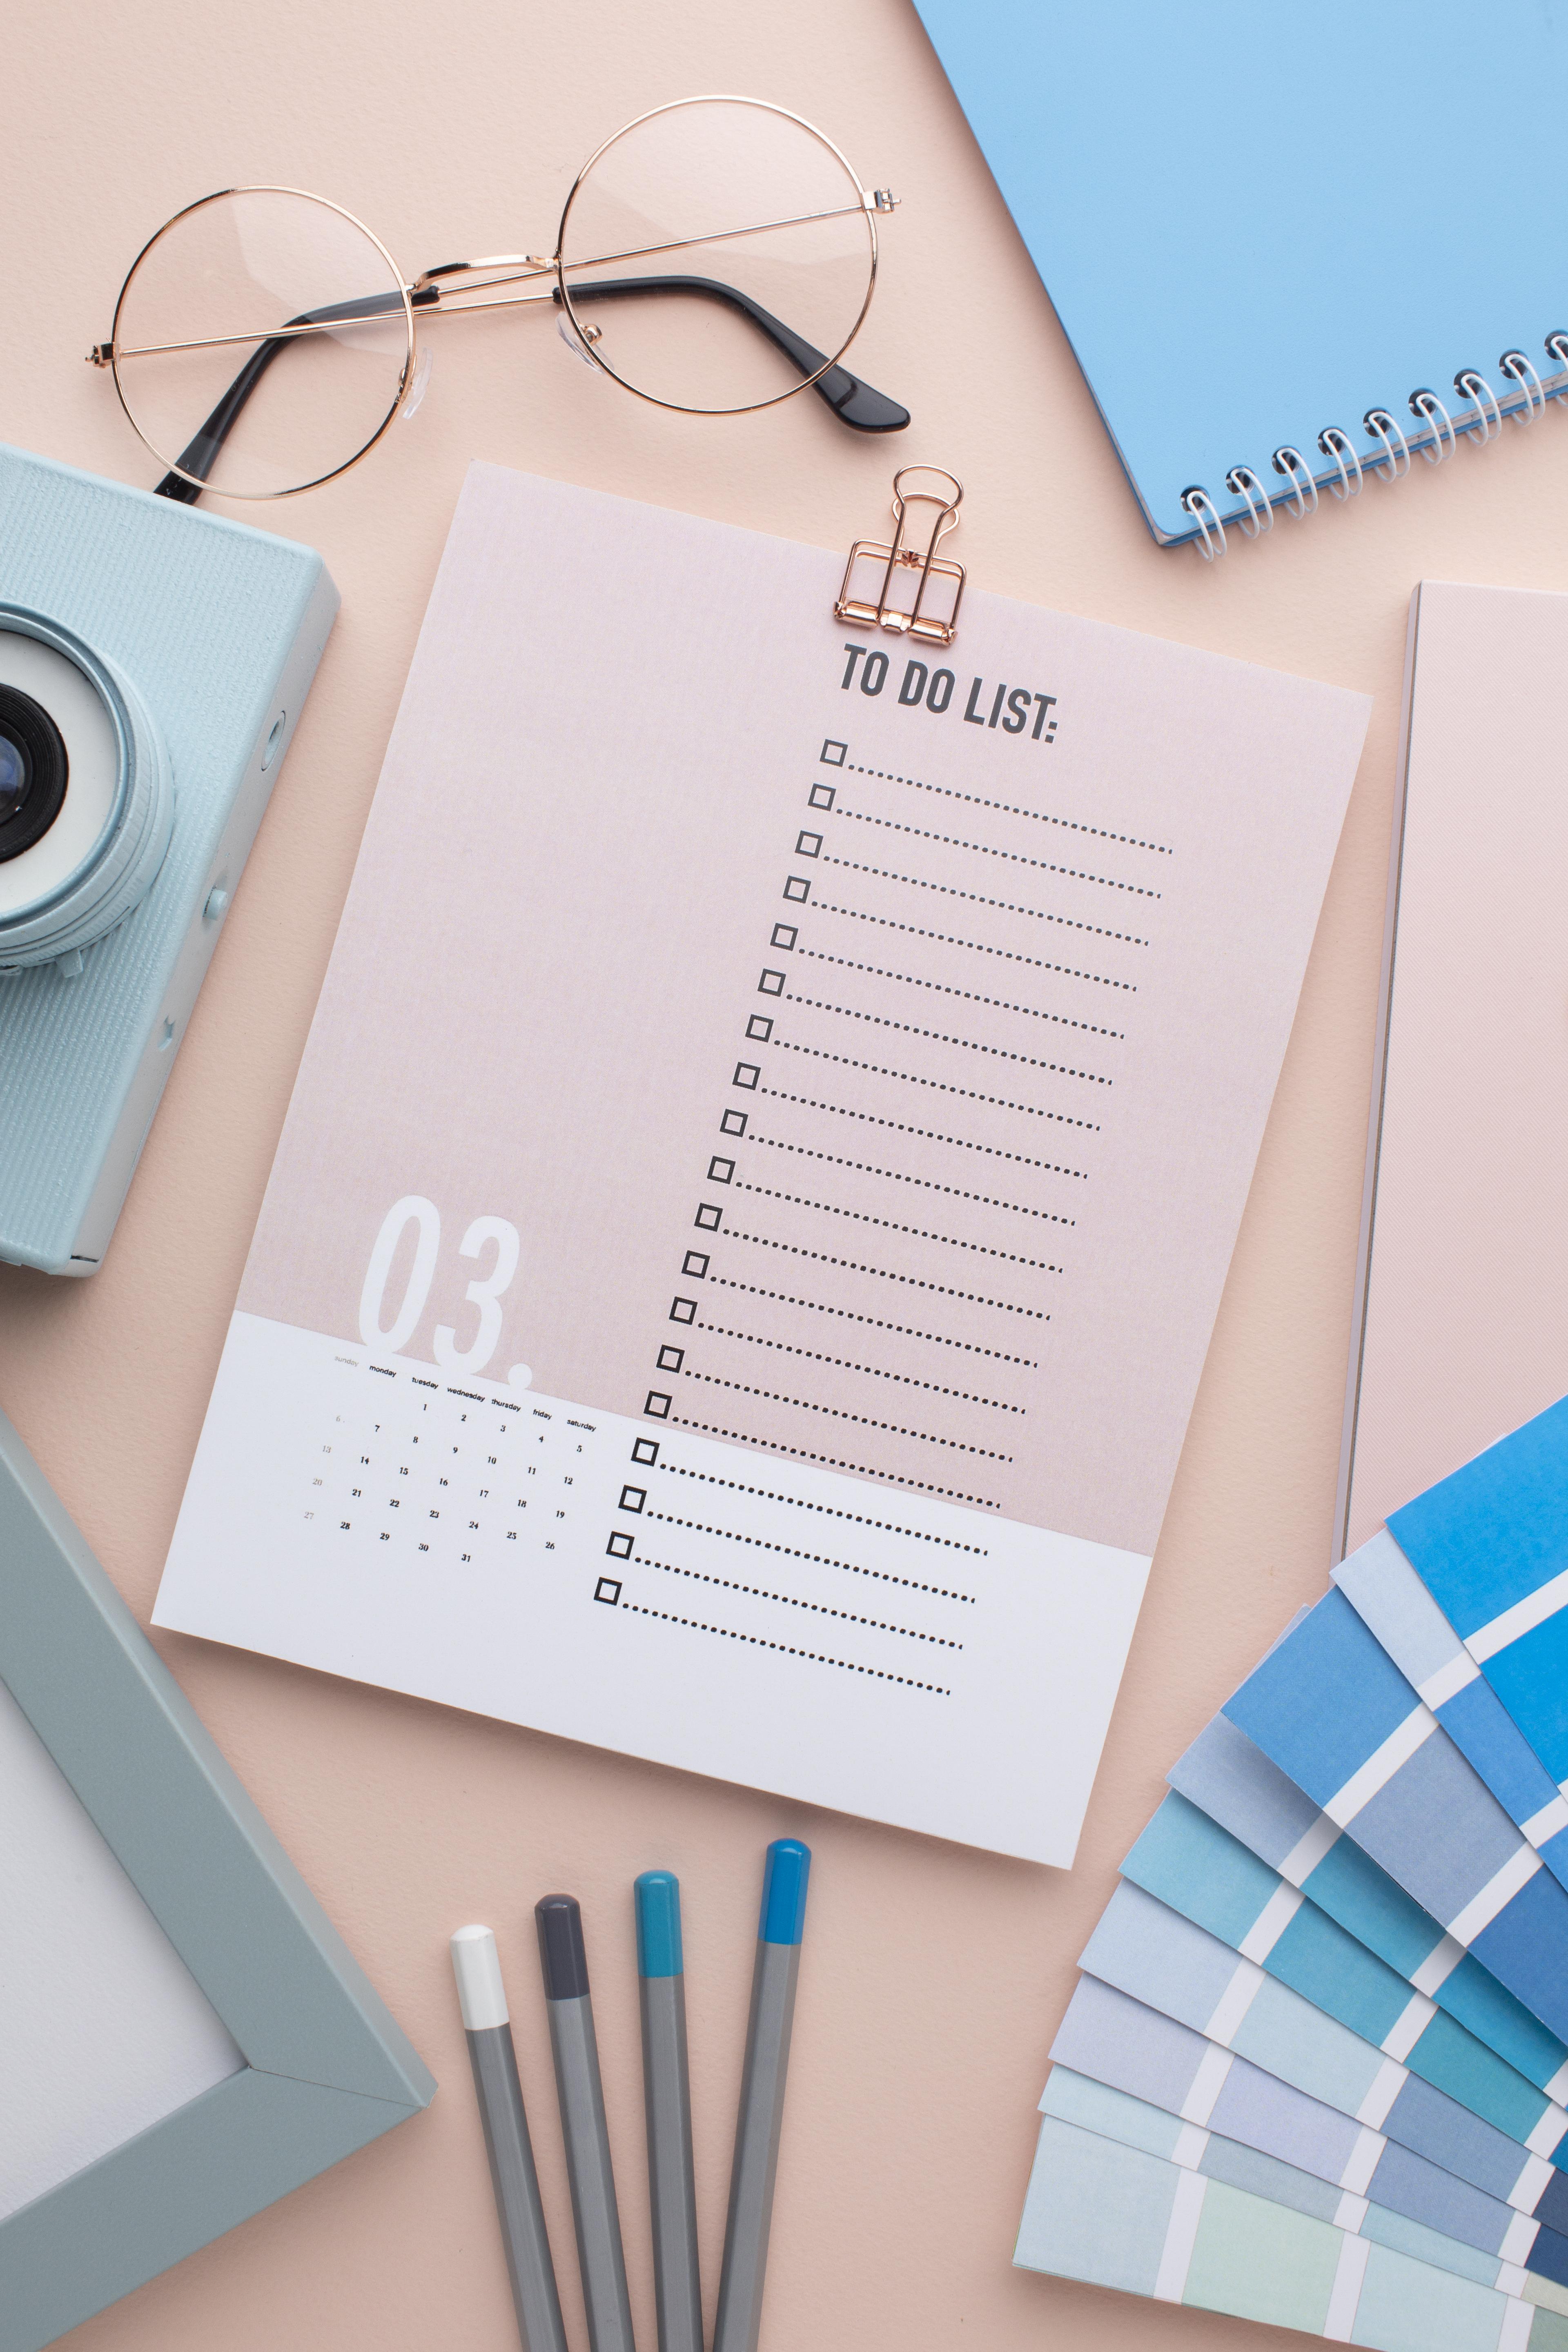 TO DO LIST:
03.
sunday monday tuesday wednesday thursday friday saturday
1 2 3 4 5
6 7 8 9 10 11 12
13 14 15 16 17 18 19
20 21 22 23 24 25 26
27 28 29 30 31